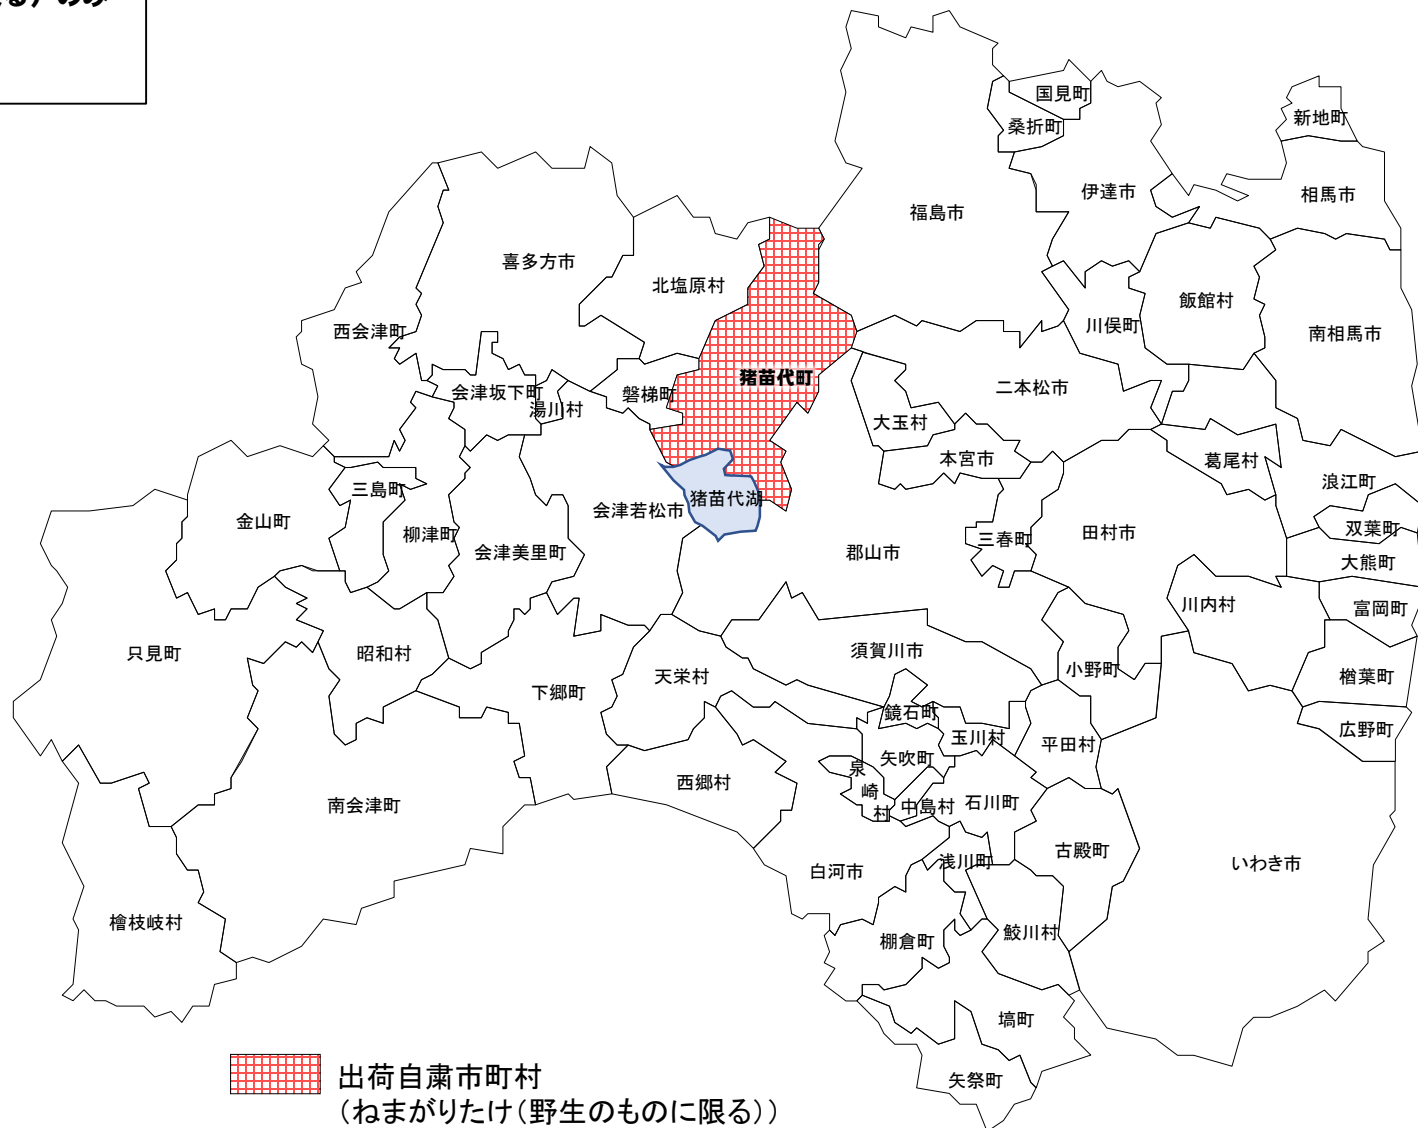 る）のみ
国見町
新地町
桑折町
伊達市
相馬市
福島市
喜多方市
北塩原村
飯館村
西会津町
川俣町
南相馬市
猪苗代町
磐梯町
二本松市
会津坂下町
湯川村
大玉村
本宮市
葛尾村
浪江町
三島町
猪苗代湖
会津若松市
金山町
柳津町
双葉町
田村市
三春町
会津美里町
郡山市
大熊町
川内村
富岡町
只見町
昭和村
須賀川市
小野町
天栄村
楢葉町
下郷町
鏡石町
広野町
玉川村
平田村
矢吹町
泉
崎
村
西郷村
中島村
石川町
南会津町
古殿町
浅川町
いわき市
白河市
檜枝岐村
鮫川村
棚倉町
塙町
矢祭町
出荷自粛市町村
（ねまがりたけ（野生のものに限る））